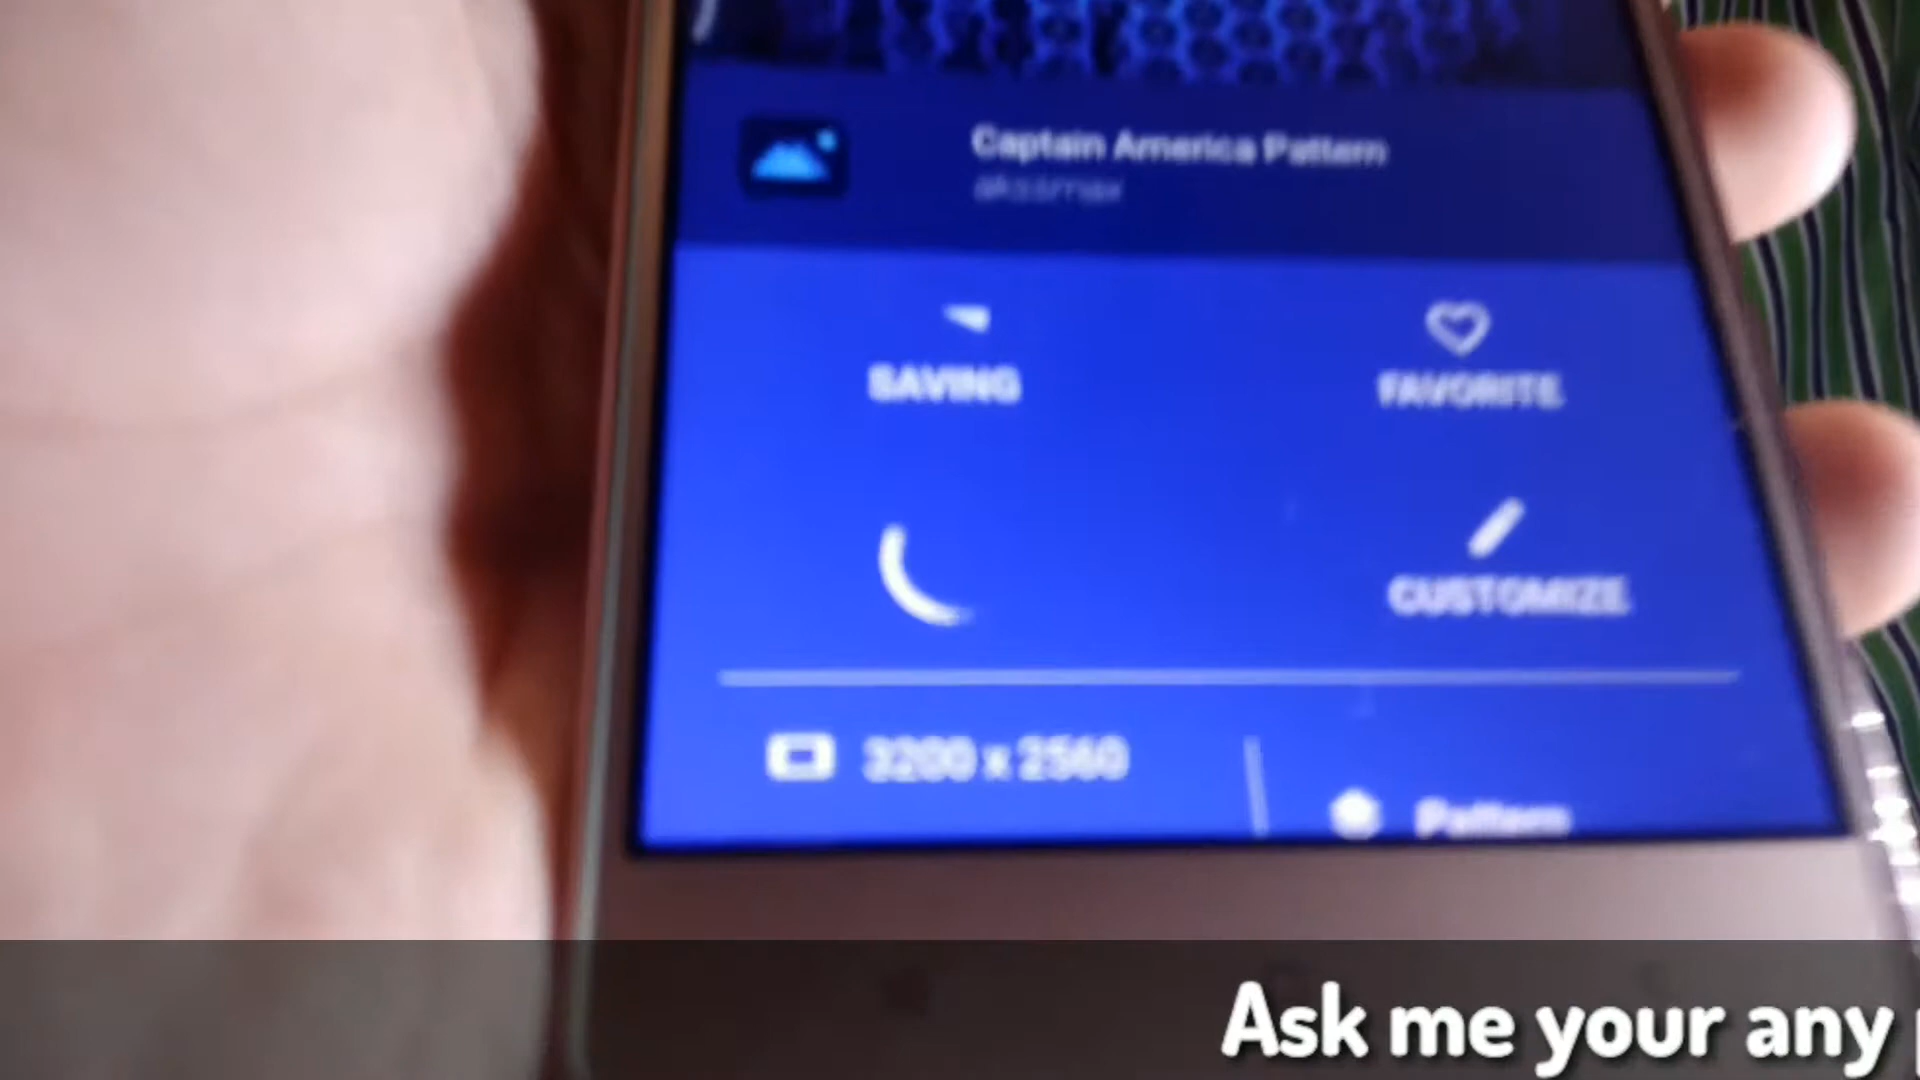 Captain America Pattern
SAVING
FAVORITE
CUSTOMIZE
3200 x 2560
Pattern
Ask me your any